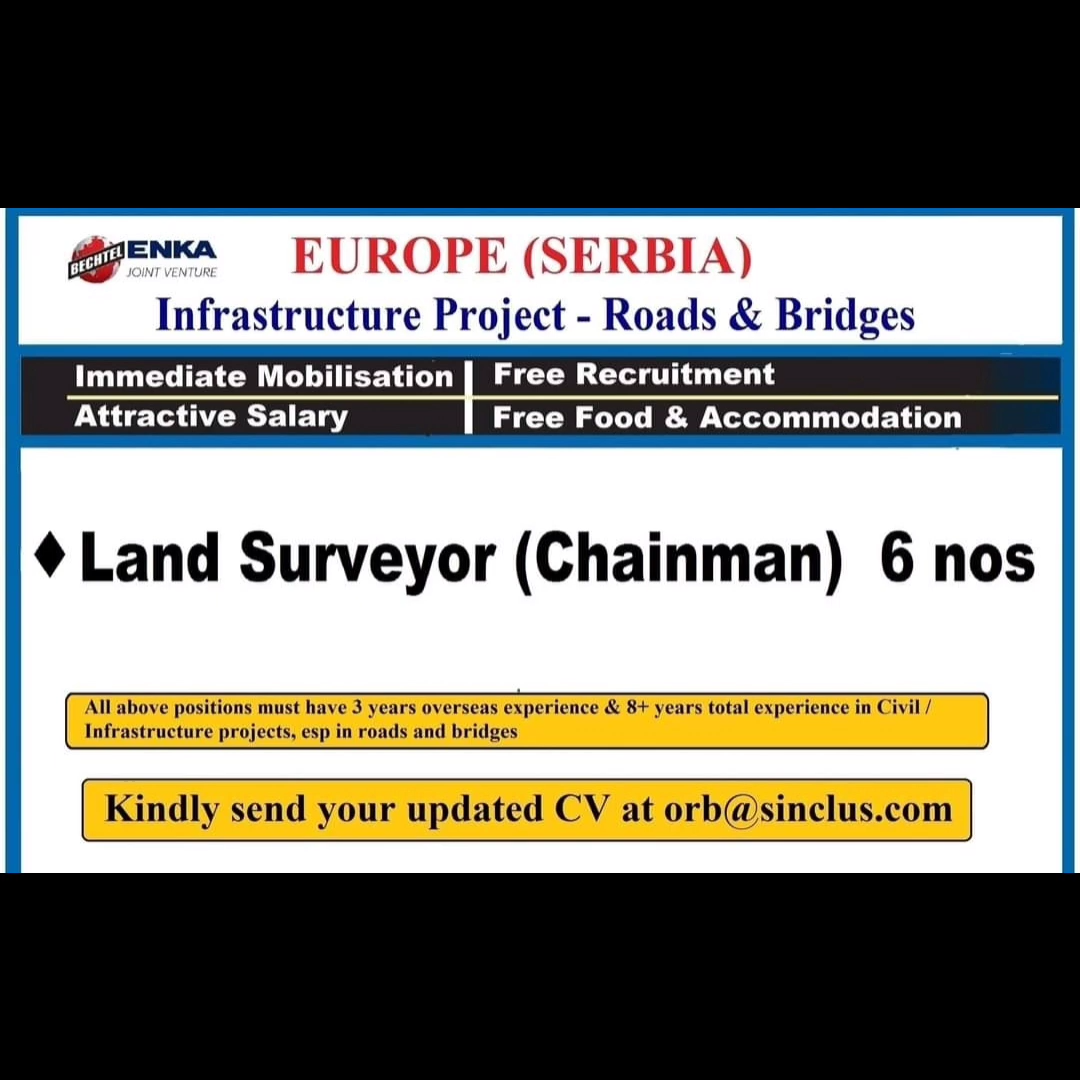 BECHTEL ENKA
JOINT VENTURE
EUROPE (SERBIA)
Infrastructure Project - Roads & Bridges
Immediate Mobilisation
Free Recruitment
Attractive Salary
Free Food & Accommodation
♦ Land Surveyor (Chainman) 6 nos
All above positions must have 3 years overseas experience & 8+ years total experience in Civil /
Infrastructure projects, esp in roads and bridges
Kindly send your updated CV at orb@sinclus.com